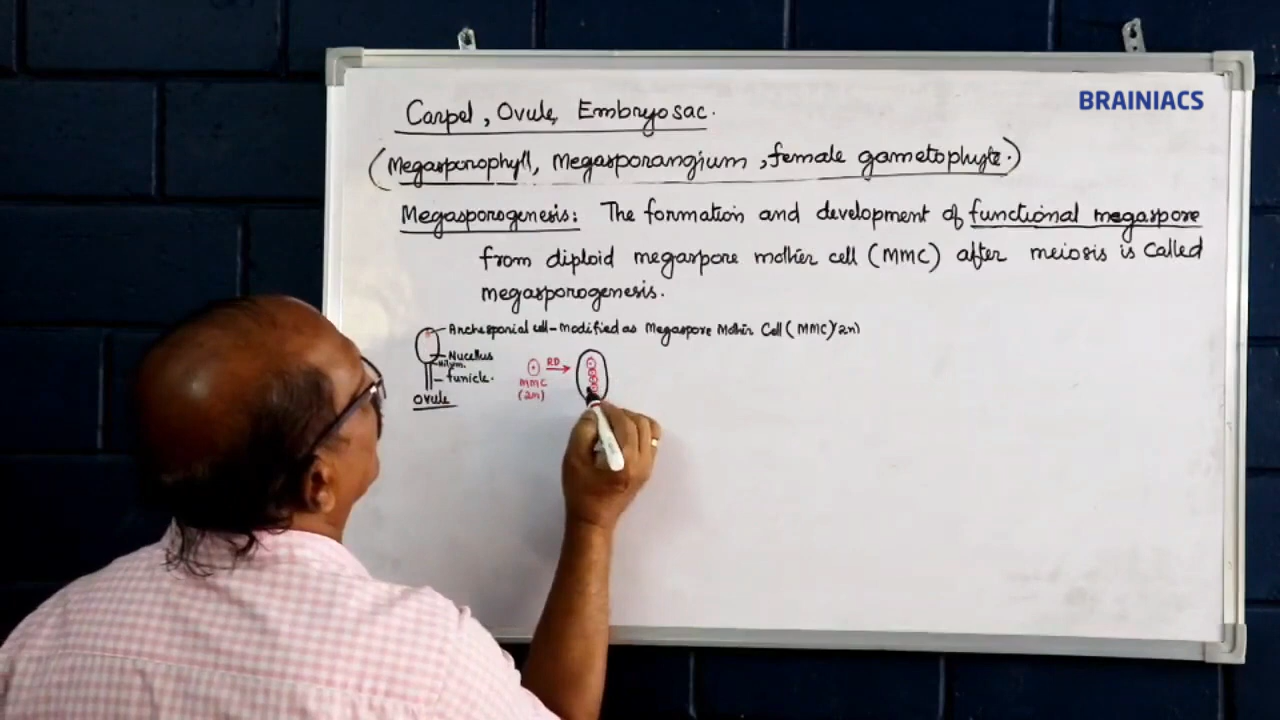 BRAINIACS
Carpel, Ovule, Embryosac.
(Megasporophyll, Megasporangium, female gametophyte.)
Megasporogenesis: The formation and development of functional megaspore
from diploid megaspore mother cell (MMC) after meiosis is called
megasporogenesis.
Archesporial cell - Modified as Megaspore Mother Cell (MMC)(2n)
Nucellus
Hilum.
funicle.
Ovule
RD
MMC
(2n)